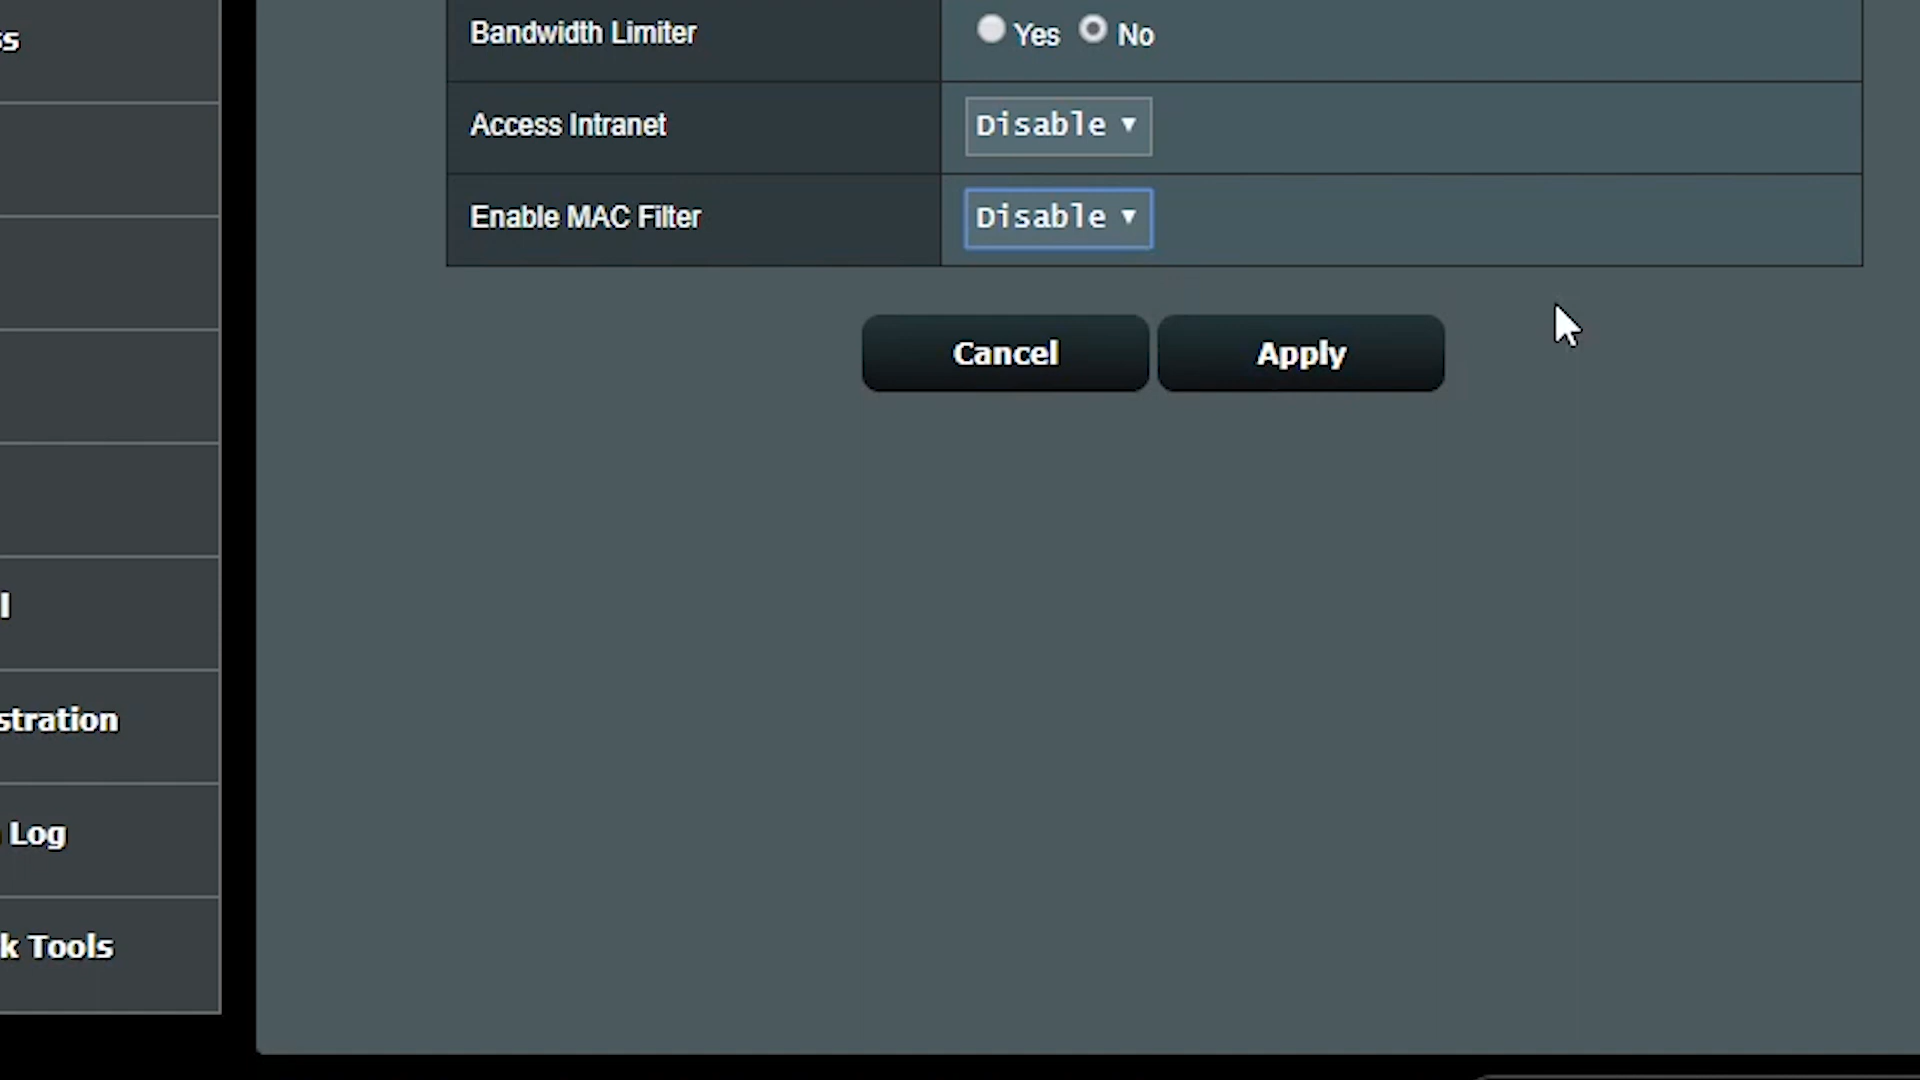 Bandwidth Limiter Yes No
Access Intranet Disable
Enable MAC Filter Disable
Cancel Apply
stration
Log
k Tools